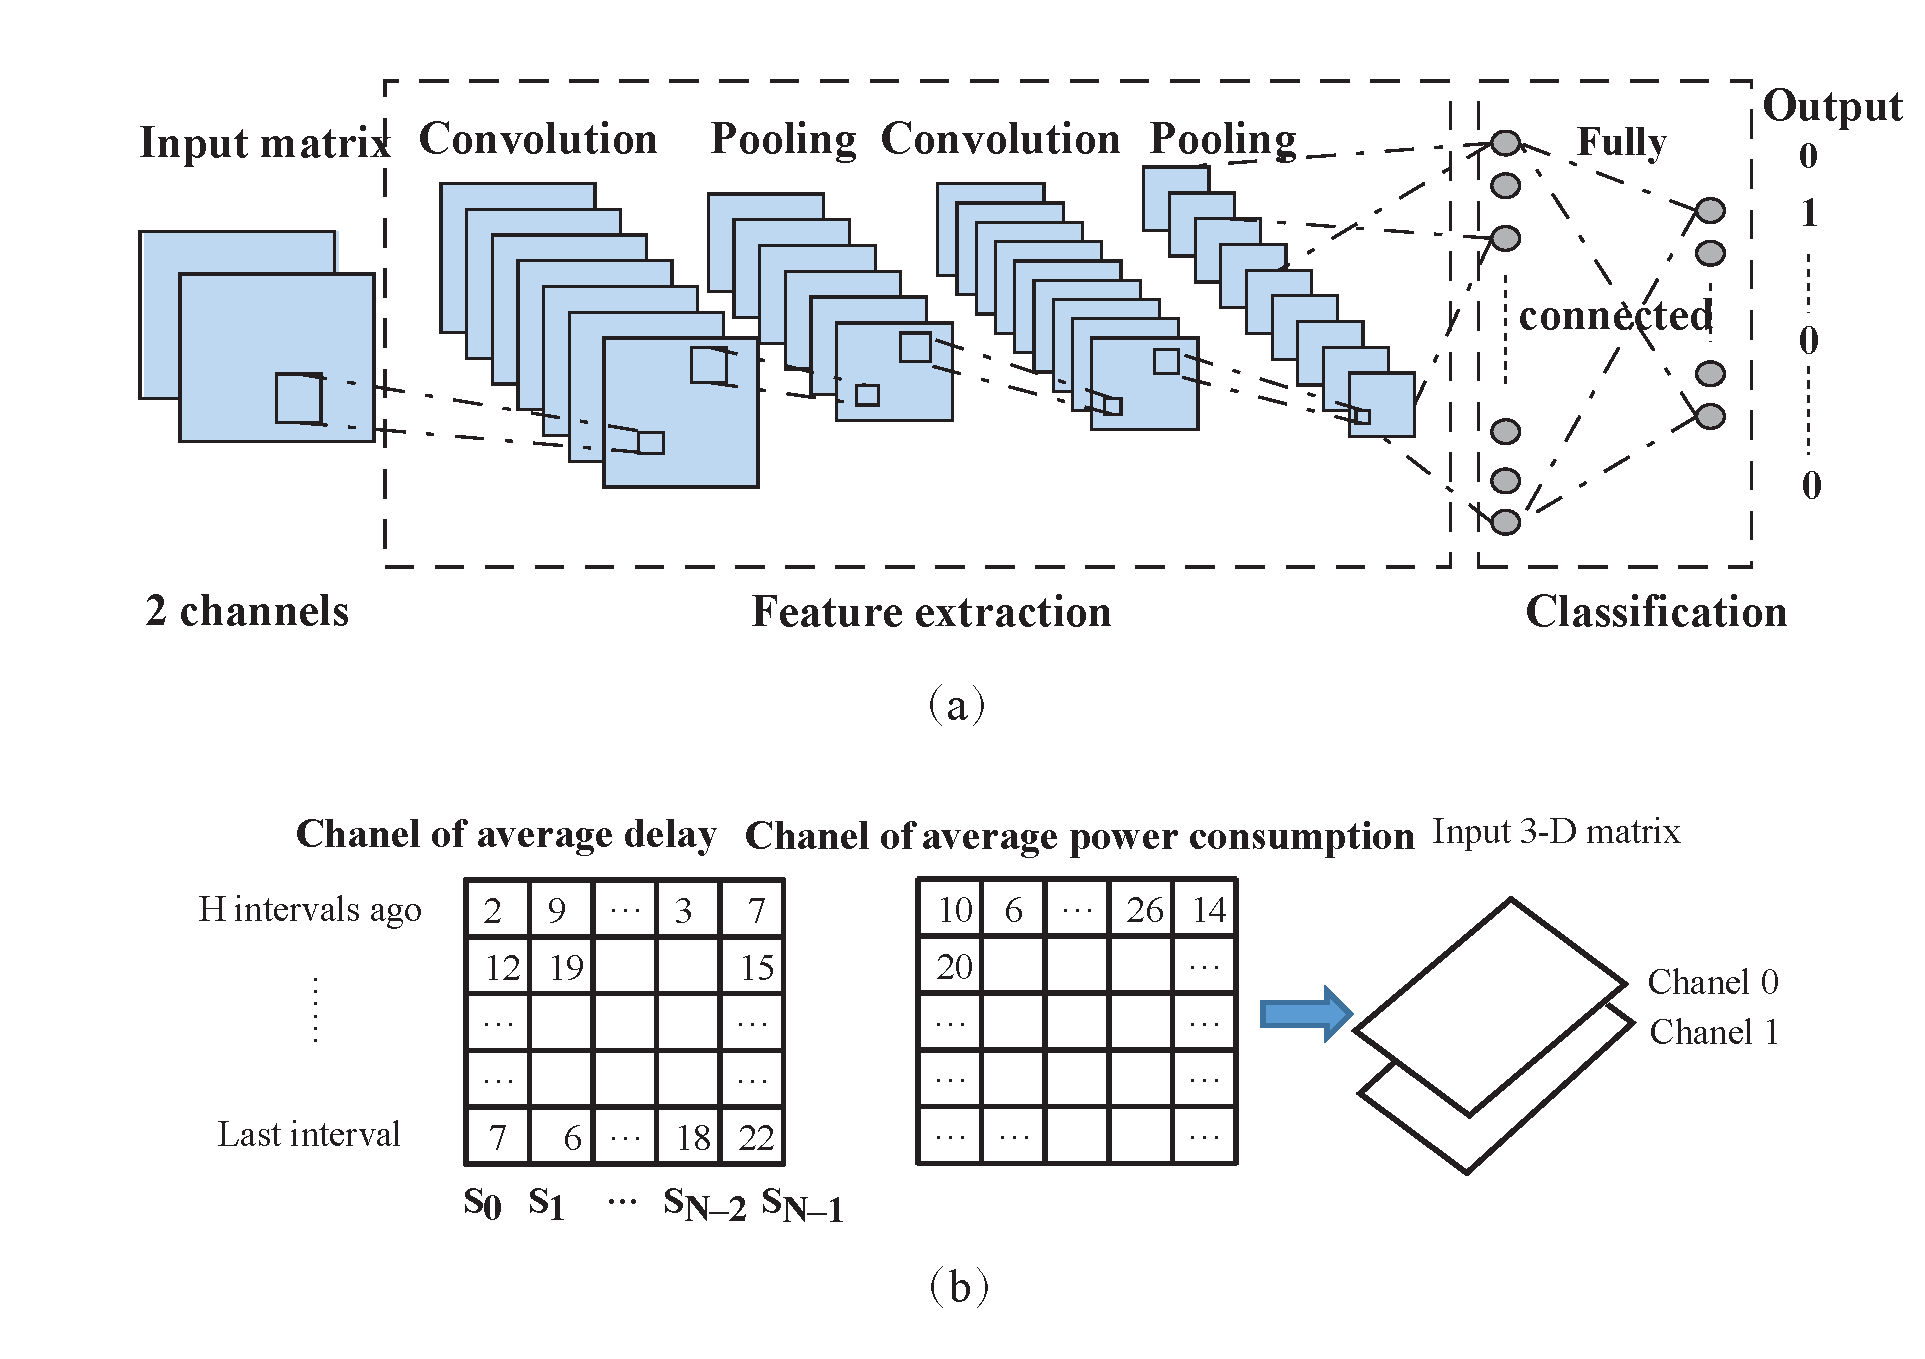 Input matrix Convolution Pooling Convolution Pooling Fully Output
0
1
connected
0
0
2 channels Feature extraction Classification
(a)
Chanel of average delay Chanel of average power consumption Input 3-D matrix
H intervals ago 2 9 ... 3 7 10 6 ... 26 14
12 19 15 20 ...
Chanel 0
... ... ... ...
Chanel 1
... ... ... ...
Last interval 7 6 ... 18 22 ... ... ...
S0 S1 ... SN–2 SN–1
(b)